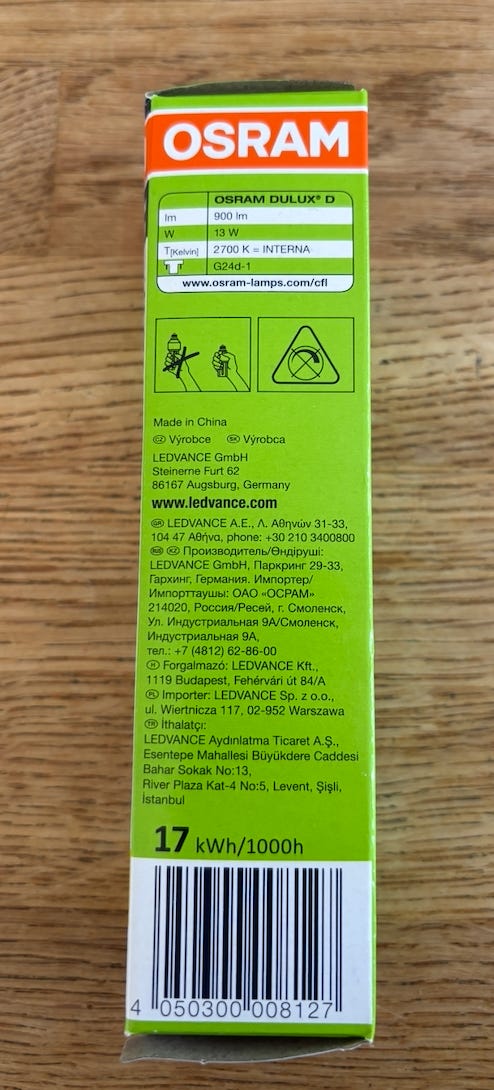 OSRAM
OSRAM DULUX® D
lm 900 lm
W 13 W
T[Kelvin] 2700 K = INTERNA
G24d-1
www.osram-lamps.com/cfl
Made in China
CZ Výrobce SK Výrobca
LEDVANCE GmbH
Steinerne Furt 62
86167 Augsburg, Germany
www.ledvance.com
GR LEDVANCE A.E., Λ. Αθηνών 31-33,
104 47 Αθήνα, phone: +30 210 3400800
RUS KZ Производитель/Өндіруші:
LEDVANCE GmbH, Паркринг 29-33,
Гархинг, Германия. Импортер/
Импорттаушы: ОАО «ОСРАМ»
214020, Россия/Ресей, г. Смоленск,
Ул. Индустриальная 9А/Смоленск,
Индустриальная 9А,
тел.: +7 (4812) 62-86-00
H Forgalmazó: LEDVANCE Kft.,
1119 Budapest, Fehérvári út 84/A
PL Importer: LEDVANCE Sp. z o.o.,
ul. Wiertnicza 117, 02-952 Warszawa
TR İthalatçı:
LEDVANCE Aydınlatma Ticaret A.Ş.,
Esentepe Mahallesi Büyükdere Caddesi
Bahar Sokak No:13,
River Plaza Kat-4 No:5, Levent, Şişli,
İstanbul
17 kWh/1000h
4 050300 008127